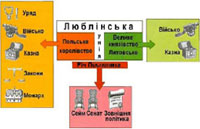 Люблінська
унія
Уряд
Військо
Казна
Закони
Монарх
Польське
королівство
Велике
князівство
Литовське
Військо
Казна
Річ Посполита
Сейм Сенат
Зовнішня
політика